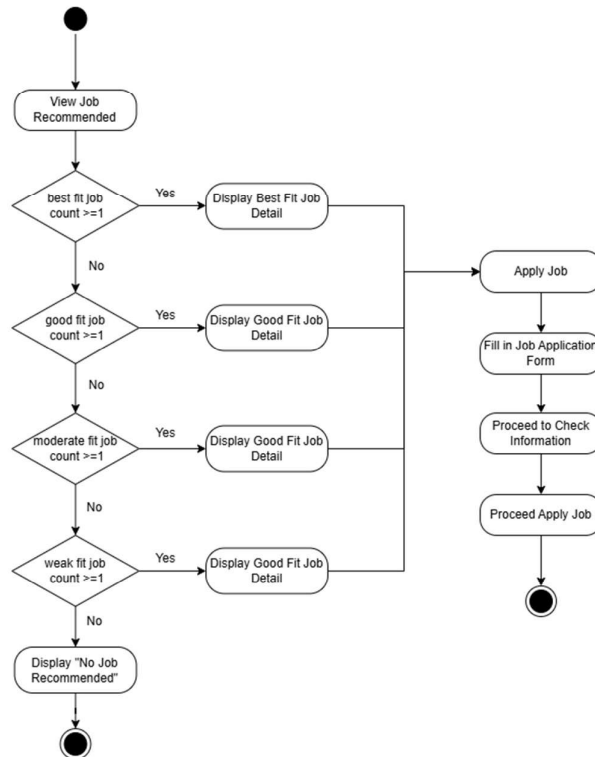 View Job
Recommended
best fit job
count >=1
Yes
Display Best Fit Job
Detail
No
Apply Job
good fit job
count >=1
Yes
Display Good Fit Job
Detail
Fill in Job Application
Form
No
moderate fit job
count >=1
Yes
Display Good Fit Job
Detail
Proceed to Check
Information
No
Proceed Apply Job
weak fit job
count >=1
Yes
Display Good Fit Job
Detail
No
Display "No Job
Recommended"